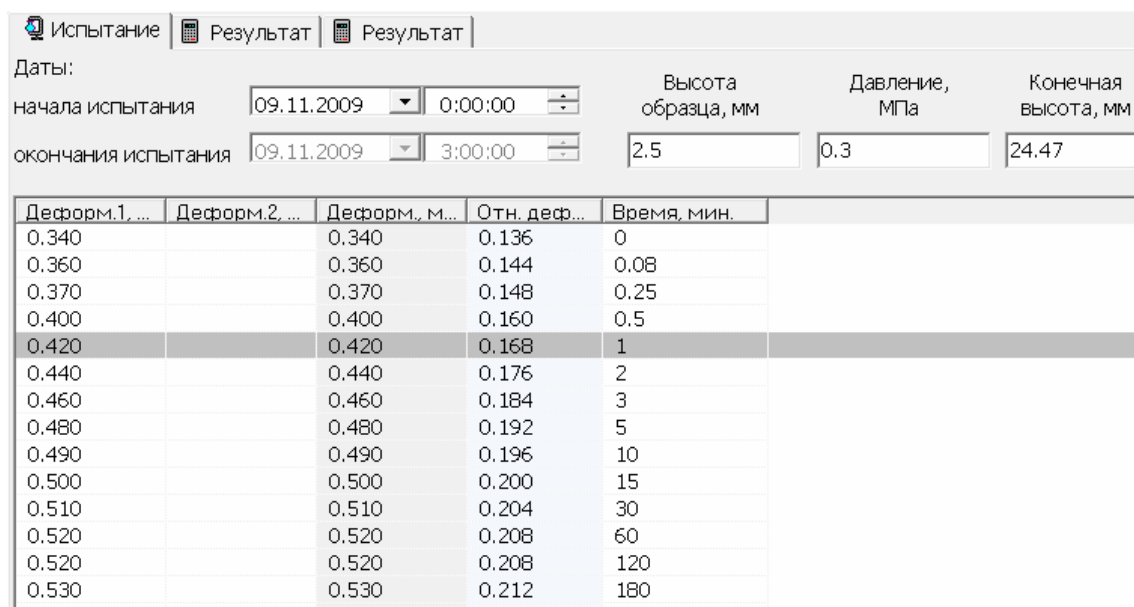 Испытание Результат Результат
Даты:
начала испытания 09.11.2009 0:00:00
окончания испытания 09.11.2009 3:00:00
Высота образца, мм Давление, МПа Конечная высота, мм
2.5 0.3 24.47
Деформ.1, ... Деформ.2, ... Деформ., м... Отн. деф... Время, мин.
0.340 0.340 0.136 0
0.360 0.360 0.144 0.08
0.370 0.370 0.148 0.25
0.400 0.400 0.160 0.5
0.420 0.420 0.168 1
0.440 0.440 0.176 2
0.460 0.460 0.184 3
0.480 0.480 0.192 5
0.490 0.490 0.196 10
0.500 0.500 0.200 15
0.510 0.510 0.204 30
0.520 0.520 0.208 60
0.520 0.520 0.208 120
0.530 0.530 0.212 180